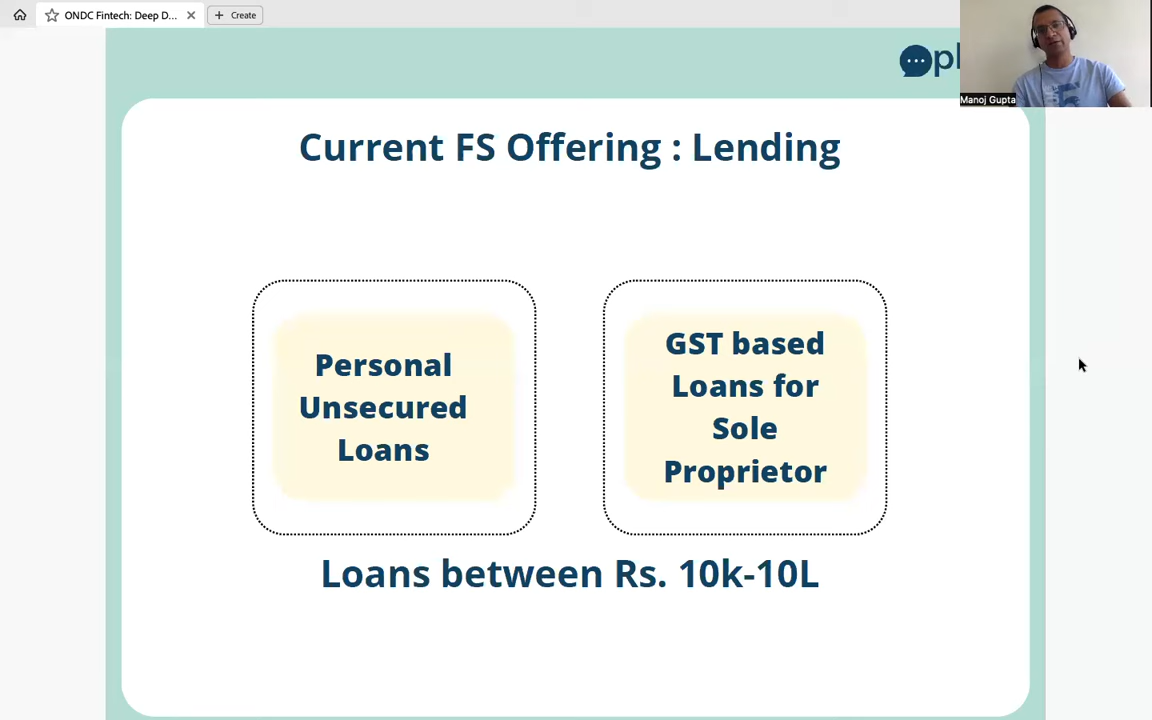 ONDC Fintech: Deep D...
Create
Manoj Gupta
Current FS Offering : Lending
Personal
Unsecured
Loans
GST based
Loans for
Sole
Proprietor
Loans between Rs. 10k-10L